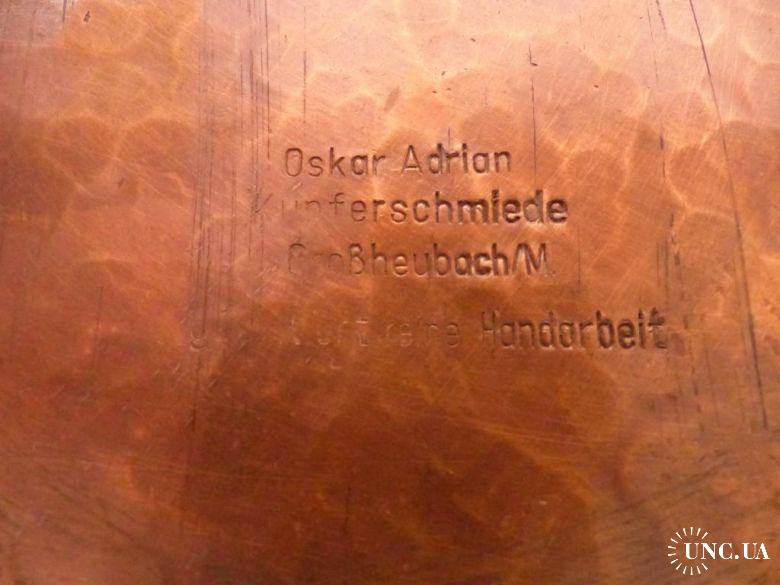 Oskar Adrian
Kupferschmiede
Großheubach/M.
reine Handarbeit
UNC.UA